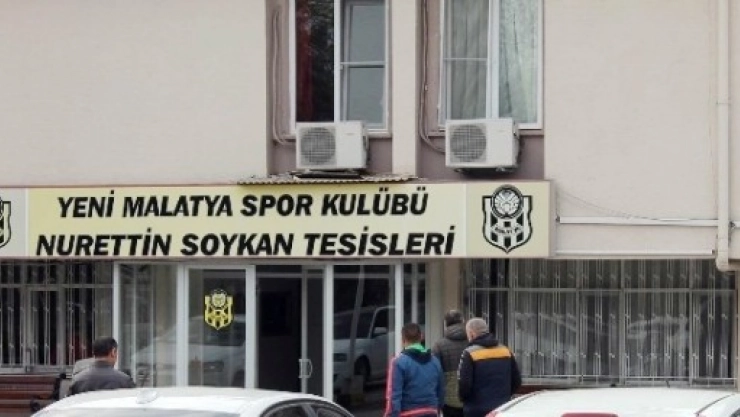 YENİ MALATYA SPOR KULÜBÜ
NURETTİN SOYKAN TESİSLERİ